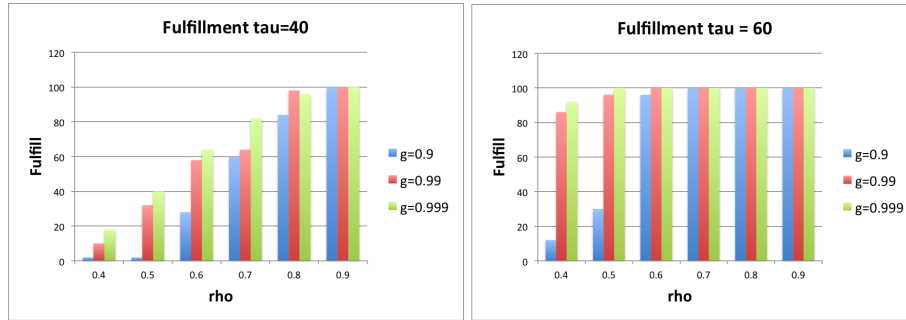 Fulfillment tau=40
120
100
80
60
40
20
0
Fulfill
0.4 0.5 0.6 0.7 0.8 0.9
rho
g=0.9
g=0.99
g=0.999
Fulfillment tau = 60
120
100
80
60
40
20
0
Fulfill
0.4 0.5 0.6 0.7 0.8 0.9
rho
g=0.9
g=0.99
g=0.999